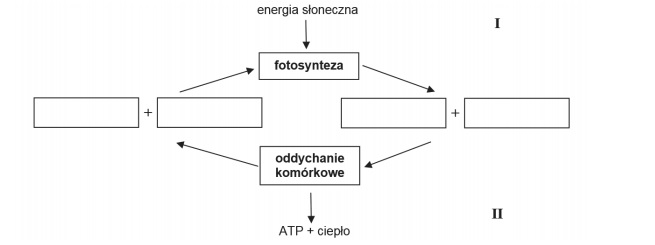 energia słoneczna
I
fotosynteza
+
+
oddychanie
komórkowe
II
ATP + ciepło